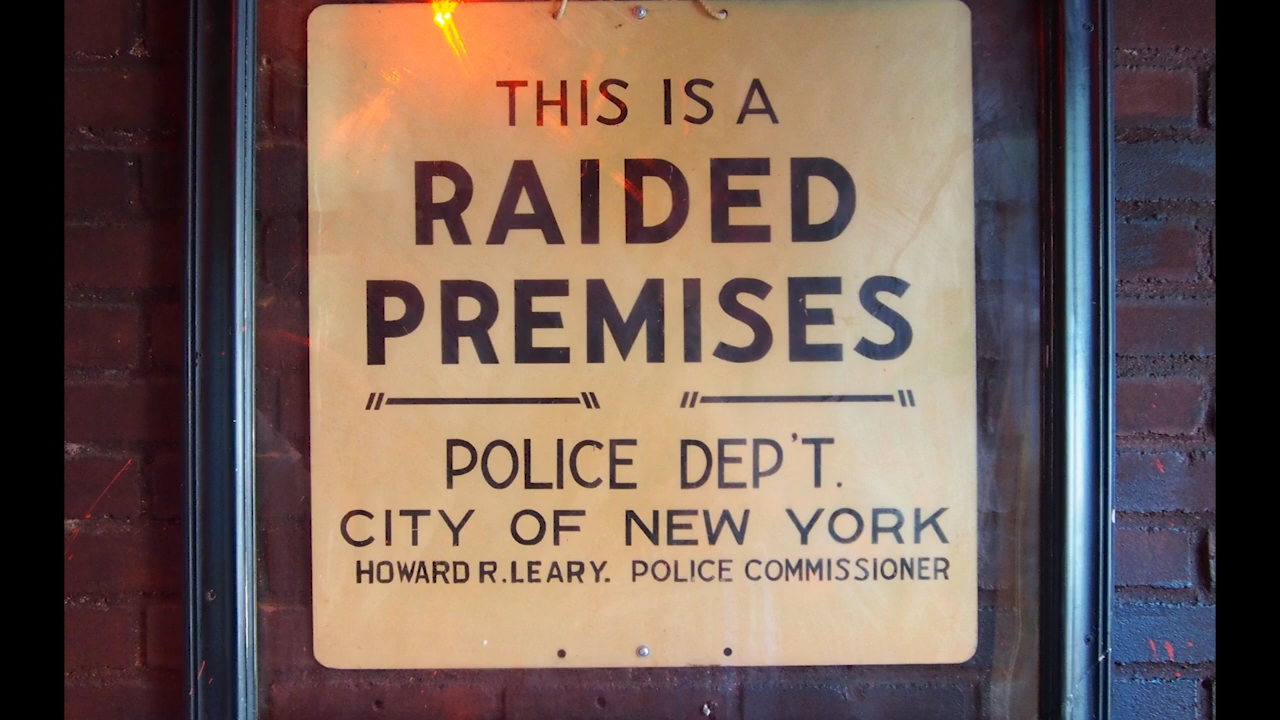 THIS IS A
RAIDED
PREMISES
POLICE DEP'T.
CITY OF NEW YORK
HOWARD R. LEARY. POLICE COMMISSIONER